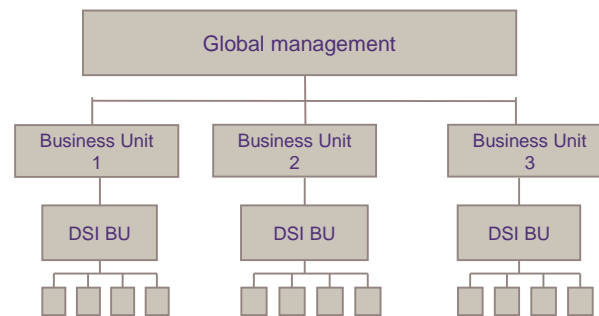 Global management
Business Unit
1
Business Unit
2
Business Unit
3
DSI BU
DSI BU
DSI BU